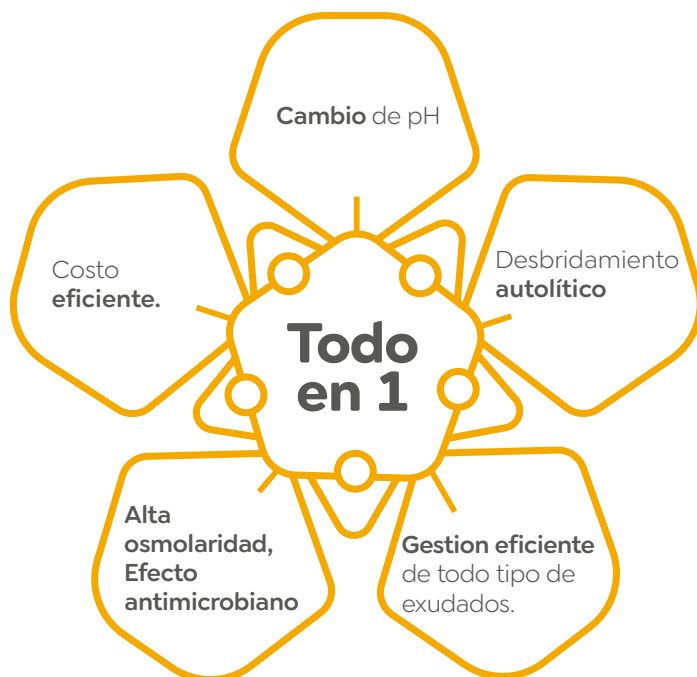 Cambio de pH
Desbridamiento
autolítico
Costo
eficiente.
Todo
en 1
Alta
osmolaridad,
Efecto
antimicrobiano
Gestion eficiente
de todo tipo de
exudados.